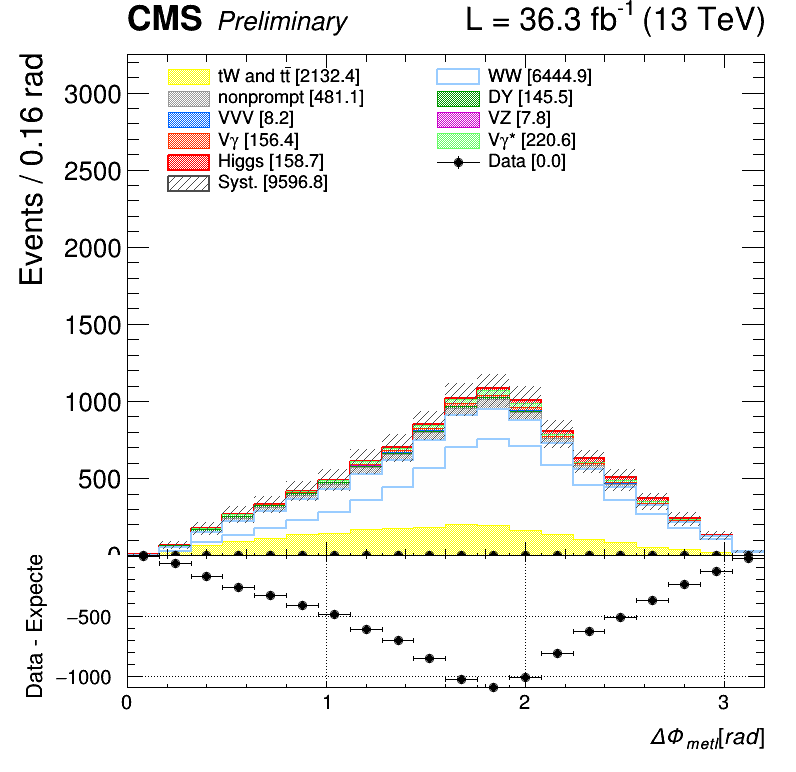 CMS Preliminary L = 36.3 fb⁻¹ (13 TeV)
Events / 0.16 rad
tW and tt̄ [2132.4]
nonprompt [481.1]
VVV [8.2]
Vγ [156.4]
Higgs [158.7]
Syst. [9596.8]
WW [6444.9]
DY [145.5]
VZ [7.8]
Vγ* [220.6]
Data [0.0]
3000
2500
2000
1500
1000
500
0
Data - Expecte
−500
−1000
0 1 2 3
ΔΦ metl [rad]